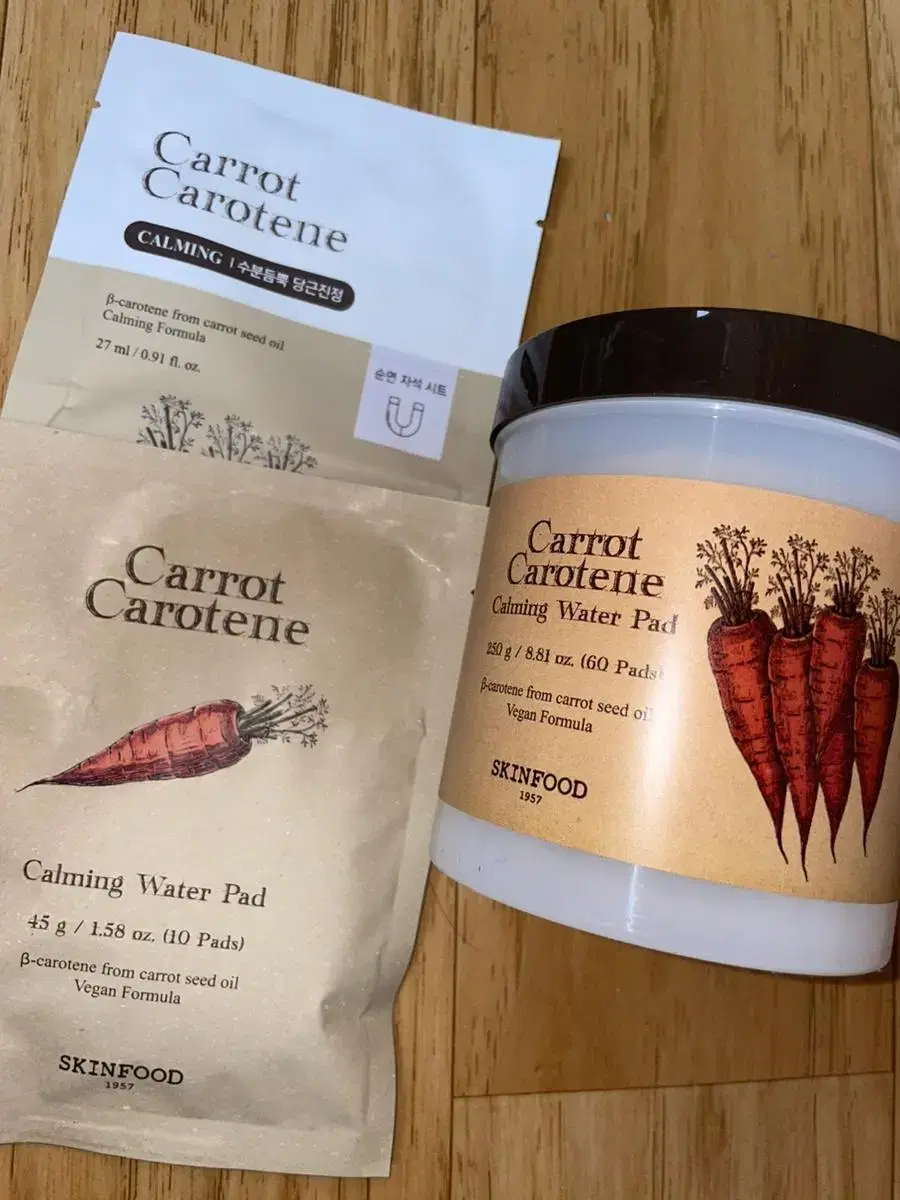 Carrot
Carotene
CALMING | 수분듬뿍 당근진정
β-carotene from carrot seed oil
Calming Formula
27 ml / 0.91 fl. oz.
순면 자석 시트
Carrot
Carotene
Calming Water Pad
45 g / 1.58 oz. (10 Pads)
β-carotene from carrot seed oil
Vegan Formula
SKINFOOD
1957
Carrot
Carotene
Calming Water Pad
250 g / 8.81 oz. (60 Pads)
β-carotene from carrot seed oil
Vegan Formula
SKINFOOD
1957